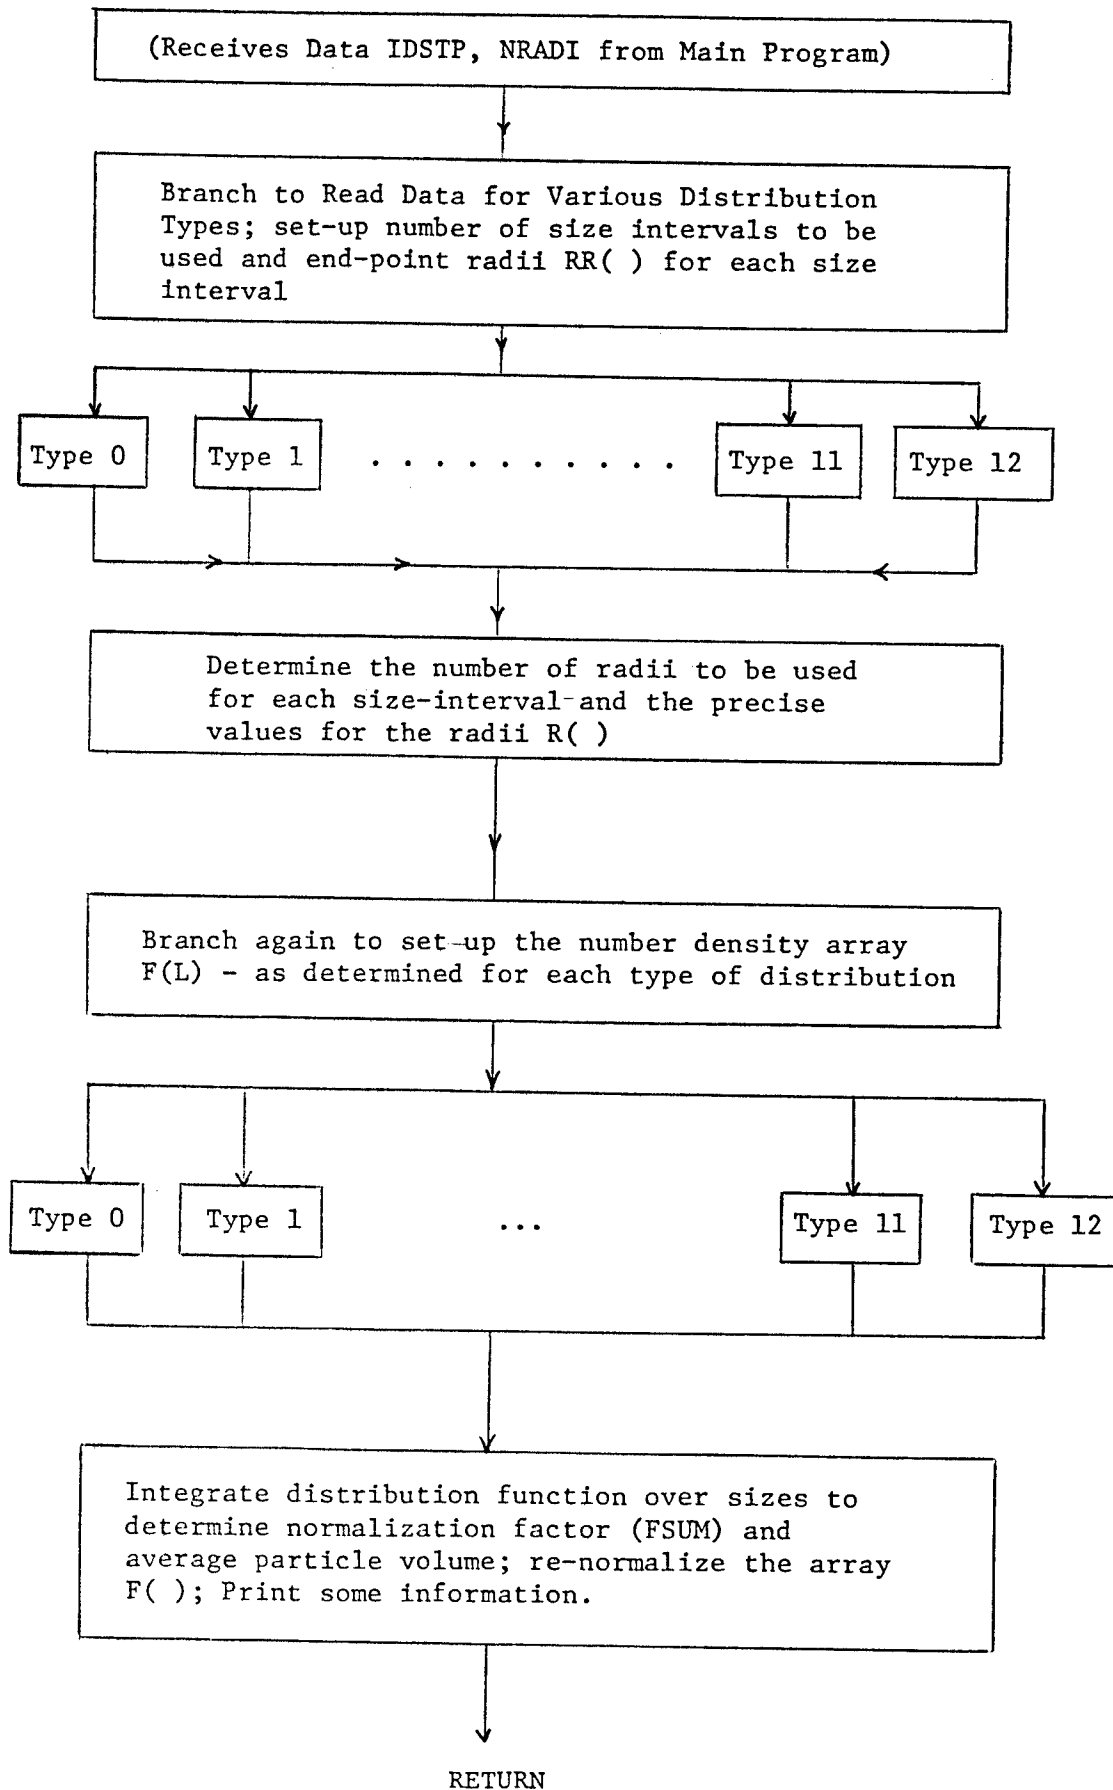 (Receives Data IDSTP, NRADI from Main Program)
Branch to Read Data for Various Distribution
Types; set-up number of size intervals to be
used and end-point radii RR( ) for each size
interval
Type 0 Type 1 . . . . . . . . . . Type 11 Type 12
Determine the number of radii to be used
for each size-interval and the precise
values for the radii R( )
Branch again to set-up the number density array
F(L) - as determined for each type of distribution
Type 0 Type 1 ... Type 11 Type 12
Integrate distribution function over sizes to
determine normalization factor (FSUM) and
average particle volume; re-normalize the array
F( ); Print some information.
RETURN